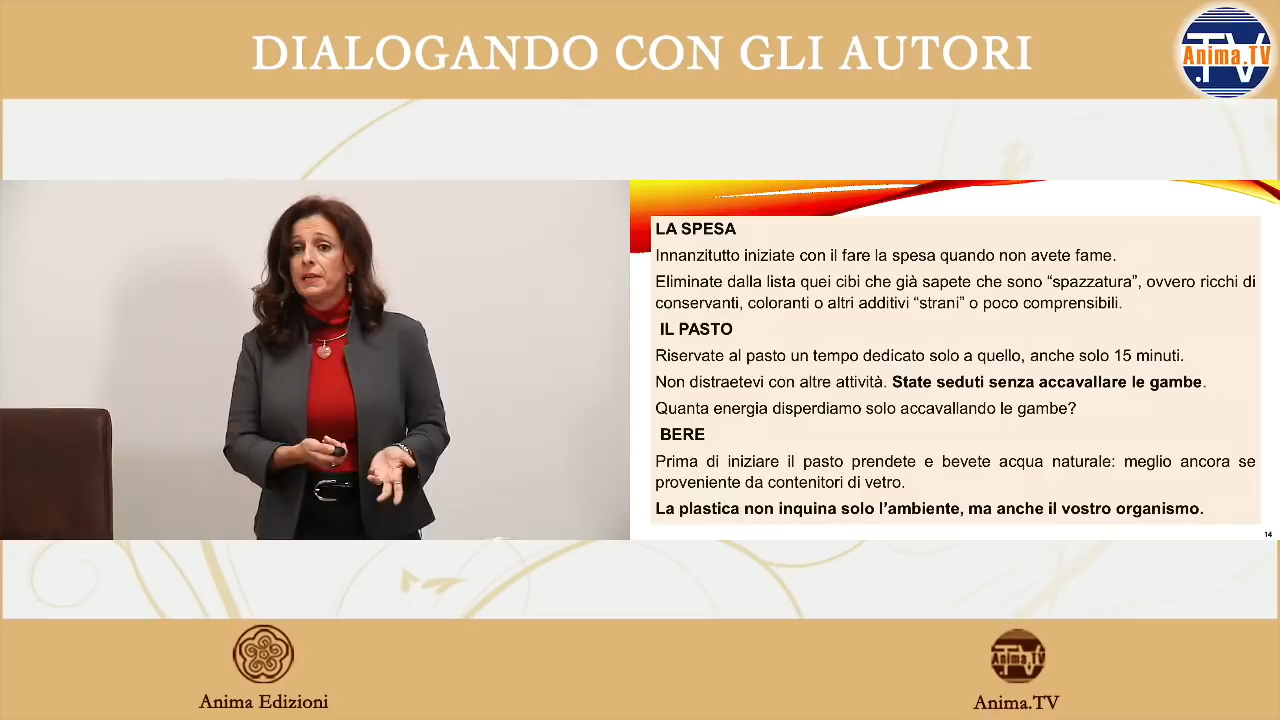 DIALOGANDO CON GLI AUTORI
Anima.TV
LA SPESA
Innanzitutto iniziate con il fare la spesa quando non avete fame.
Eliminate dalla lista quei cibi che già sapete che sono “spazzatura”, ovvero ricchi di
conservanti, coloranti o altri additivi “strani” o poco comprensibili.
IL PASTO
Riservate al pasto un tempo dedicato solo a quello, anche solo 15 minuti.
Non distraetevi con altre attività. State seduti senza accavallare le gambe.
Quanta energia disperdiamo solo accavallando le gambe?
BERE
Prima di iniziare il pasto prendete e bevete acqua naturale: meglio ancora se
proveniente da contenitori di vetro.
La plastica non inquina solo l’ambiente, ma anche il vostro organismo.
14
Anima.TV
Anima Edizioni
Anima.TV